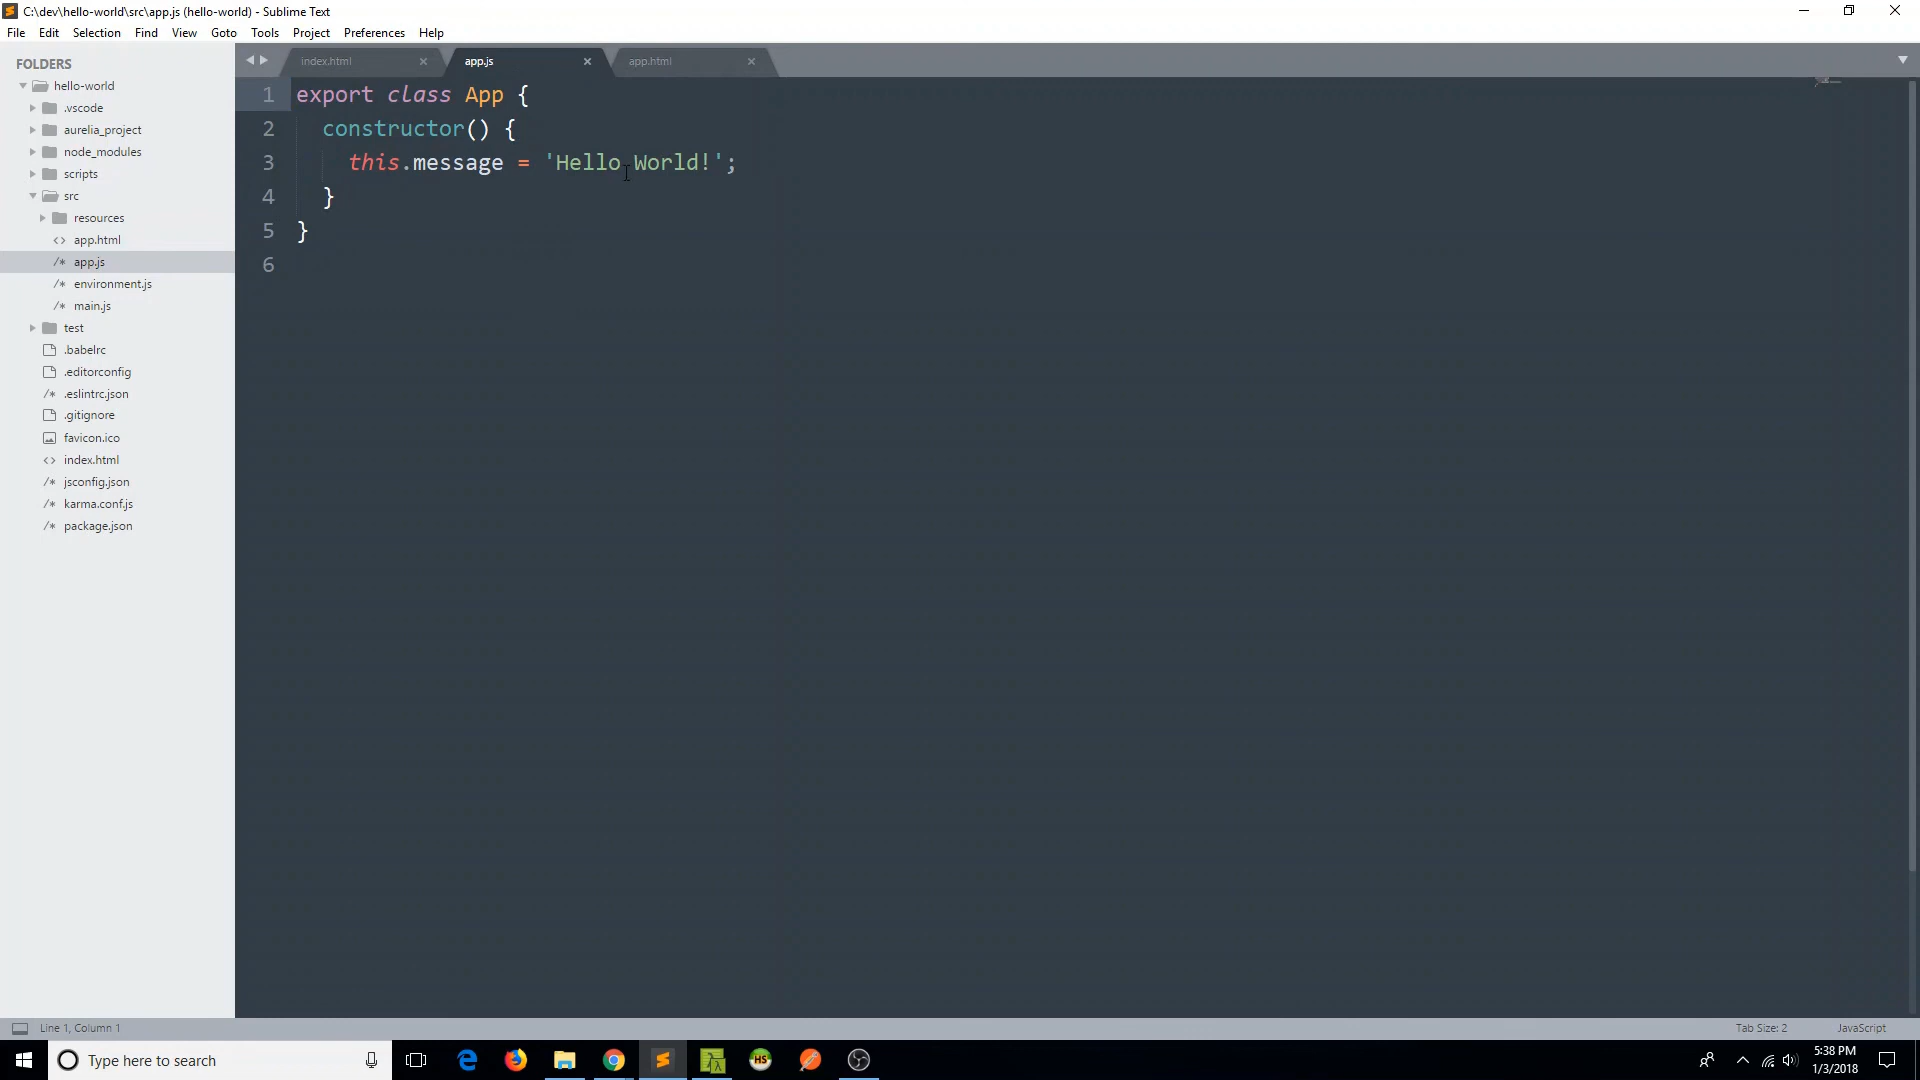 C:\dev\hello-world\src\app.js (hello-world) - Sublime Text
File Edit Selection Find View Goto Tools Project Preferences Help
FOLDERS
hello-world
.vscode
aurelia_project
node_modules
scripts
src
resources
<> app.html
/* app.js
/* environment.js
/* main.js
test
.babelrc
.editorconfig
/* .eslintrc.json
.gitignore
favicon.ico
<> index.html
/* jsconfig.json
/* karma.conf.js
/* package.json
index.html app.js app.html
1 export class App {
2 constructor() {
3 this.message = 'Hello World!';
4 }
5 }
6
Line 1, Column 1 Tab Size: 2 JavaScript
Type here to search
HS
5:38 PM
1/3/2018